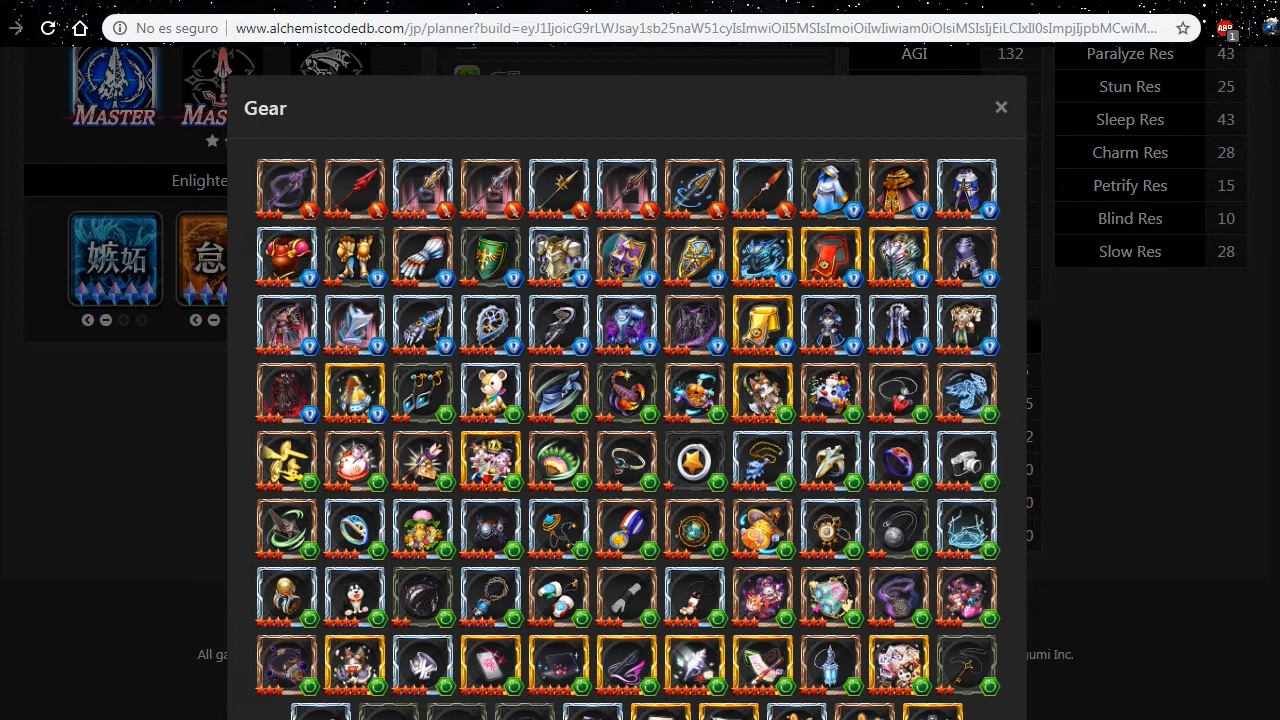 No es seguro
www.alchemistcodedb.com/jp/planner?build=eyJ1IjoicG9rLWJsay1sb25naW51cyIsImwiOiI5MSIsImoiOiIwIiwiam0iOlsiMSIsIjEiLCIxIl0sImpjIjpbMCwiM...
ABP
1
AGI 132
Paralyze Res 43
MASTER
Gear
×
Stun Res 25
Sleep Res 43
Charm Res 28
Enlighte
Petrify Res 15
Blind Res 10
嫉妬
怠
Slow Res 28
All ga
gumi Inc.